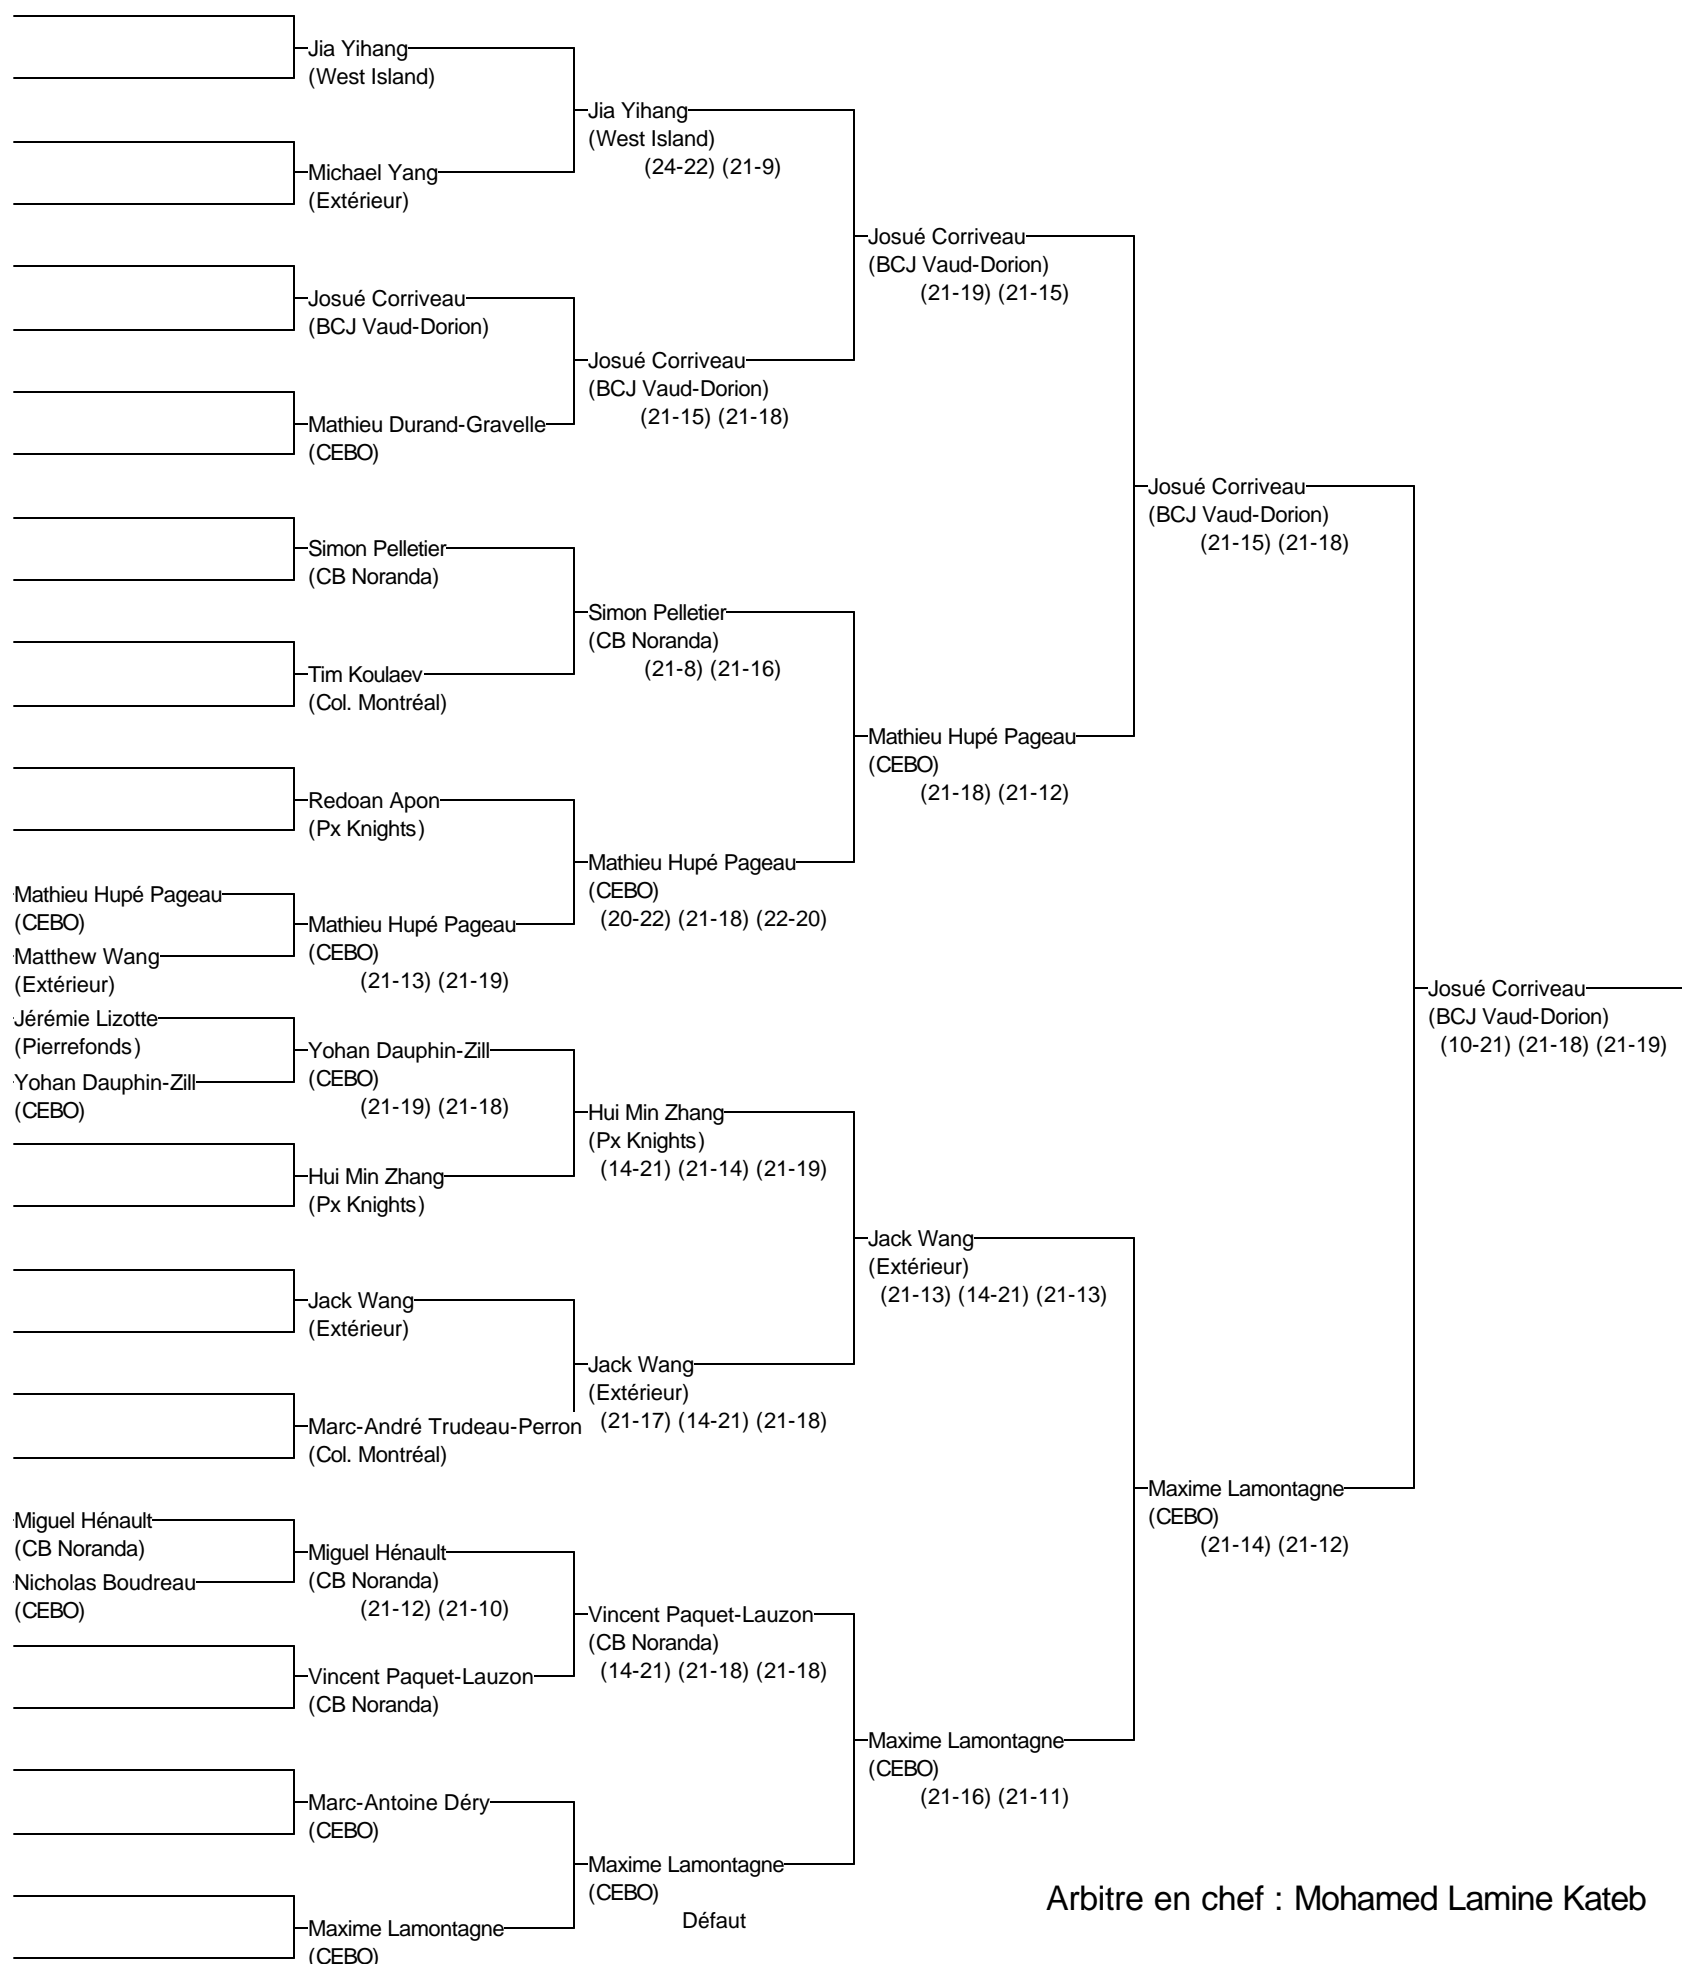 Jia Yihang
(West Island)
Michael Yang
(Extérieur)
Josué Corriveau
(BCJ Vaud-Dorion)
Mathieu Durand-Gravelle
(CEBO)
Simon Pelletier
(CB Noranda)
Tim Koulaev
(Col. Montréal)
Redoan Apon
(Px Knights)
Mathieu Hupé Pageau
(CEBO)
Matthew Wang
(Extérieur)
Mathieu Hupé Pageau
(CEBO)
(21-13) (21-19)
Jérémie Lizotte
(Pierrefonds)
Yohan Dauphin-Zill
(CEBO)
Yohan Dauphin-Zill
(CEBO)
(21-19) (21-18)
Hui Min Zhang
(Px Knights)
Jack Wang
(Extérieur)
Marc-André Trudeau-Perron
(Col. Montréal)
Miguel Hénault
(CB Noranda)
Nicholas Boudreau
(CEBO)
Miguel Hénault
(CB Noranda)
(21-12) (21-10)
Vincent Paquet-Lauzon
(CB Noranda)
Marc-Antoine Déry
(CEBO)
Maxime Lamontagne
(CEBO)
Jia Yihang
(West Island)
(24-22) (21-9)
Josué Corriveau
(BCJ Vaud-Dorion)
(21-15) (21-18)
Simon Pelletier
(CB Noranda)
(21-8) (21-16)
Mathieu Hupé Pageau
(CEBO)
(20-22) (21-18) (22-20)
Hui Min Zhang
(Px Knights)
(14-21) (21-14) (21-19)
Jack Wang
(Extérieur)
(21-17) (14-21) (21-18)
Vincent Paquet-Lauzon
(CB Noranda)
(14-21) (21-18) (21-18)
Maxime Lamontagne
(CEBO)
Défaut
Josué Corriveau
(BCJ Vaud-Dorion)
(21-19) (21-15)
Mathieu Hupé Pageau
(CEBO)
(21-18) (21-12)
Jack Wang
(Extérieur)
(21-13) (14-21) (21-13)
Maxime Lamontagne
(CEBO)
(21-16) (21-11)
Josué Corriveau
(BCJ Vaud-Dorion)
(21-15) (21-18)
Maxime Lamontagne
(CEBO)
(21-14) (21-12)
Josué Corriveau
(BCJ Vaud-Dorion)
(10-21) (21-18) (21-19)
Arbitre en chef : Mohamed Lamine Kateb